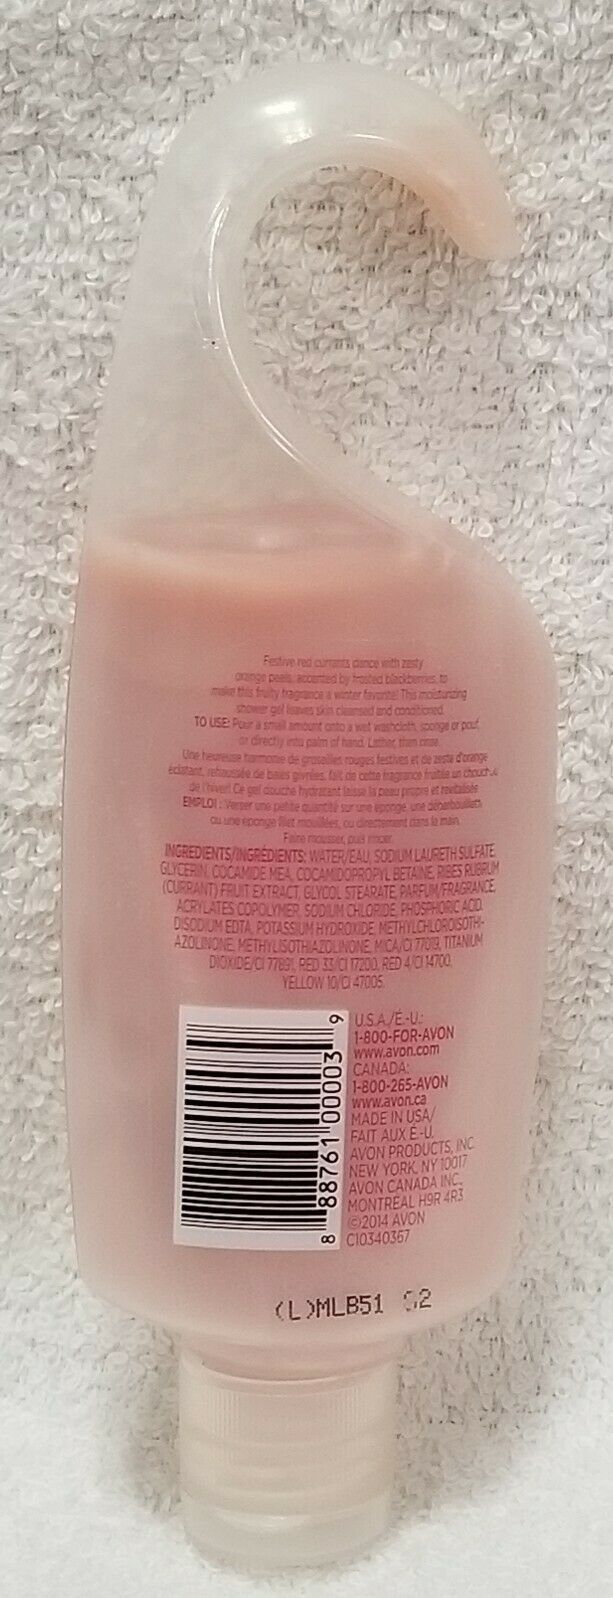 Festive red currants dance with zesty
orange peels, accented by frosted blackberries, to
make this fruity fragrance a winter favorite! This moisturizing
shower gel leaves skin cleansed and conditioned.
TO USE: Pour a small amount onto a wet washcloth, sponge or pouf,
or directly into palm of hand. Lather, then rinse.
Une heureuse harmonie de groseilles rouges festives et de zeste d'orange
éclatant, rehaussée de baies givrées, fait de cette fragrance fruitée un
de l'hiver! Ce gel douche hydratant laisse la peau propre et revitalisée.
EMPLOI : Verser une petite quantité sur une éponge, une
ou une éponge filet mouillées, ou directement dans la main.
Faire mousser, puis rincer.
INGREDIENTS/INGRÉDIENTS: WATER/EAU, SODIUM LAURETH SULFATE,
GLYCERIN, COCAMIDE MEA, COCAMIDOPROPYL BETAINE, RIBES RUBRUM
(CURRANT) FRUIT EXTRACT, GLYCOL STEARATE, PARFUM/FRAGRANCE,
ACRYLATES COPOLYMER, SODIUM CHLORIDE, PHOSPHORIC ACID,
DISODIUM EDTA, POTASSIUM HYDROXIDE, METHYLCHLOROISOTHI-
AZOLINONE, METHYLISOTHIAZOLINONE, MICA/CI 77019, TITANIUM
DIOXIDE/CI 77891, RED 33/CI 17200, RED 4/CI 14700,
YELLOW 10/CI 47005.
8 88761 00003 9
U.S.A./É.-U.:
1-800-FOR-AVON
www.avon.com
CANADA:
1-800-265-AVON
www.avon.ca
MADE IN USA/
FAIT AUX É.-U.
AVON PRODUCTS, INC.
NEW YORK, NY 10017
AVON CANADA INC.,
MONTRÉAL H9R 4R3
©2014 AVON
C10340367
(L)MLB51 2